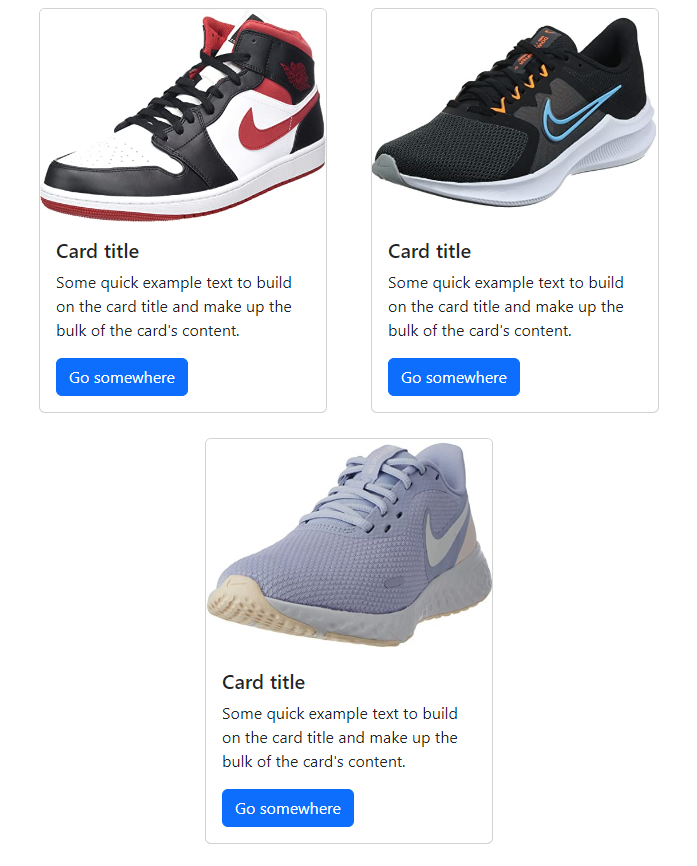 Card title
Some quick example text to build
on the card title and make up the
bulk of the card's content.
Go somewhere
Card title
Some quick example text to build
on the card title and make up the
bulk of the card's content.
Go somewhere
Card title
Some quick example text to build
on the card title and make up the
bulk of the card's content.
Go somewhere